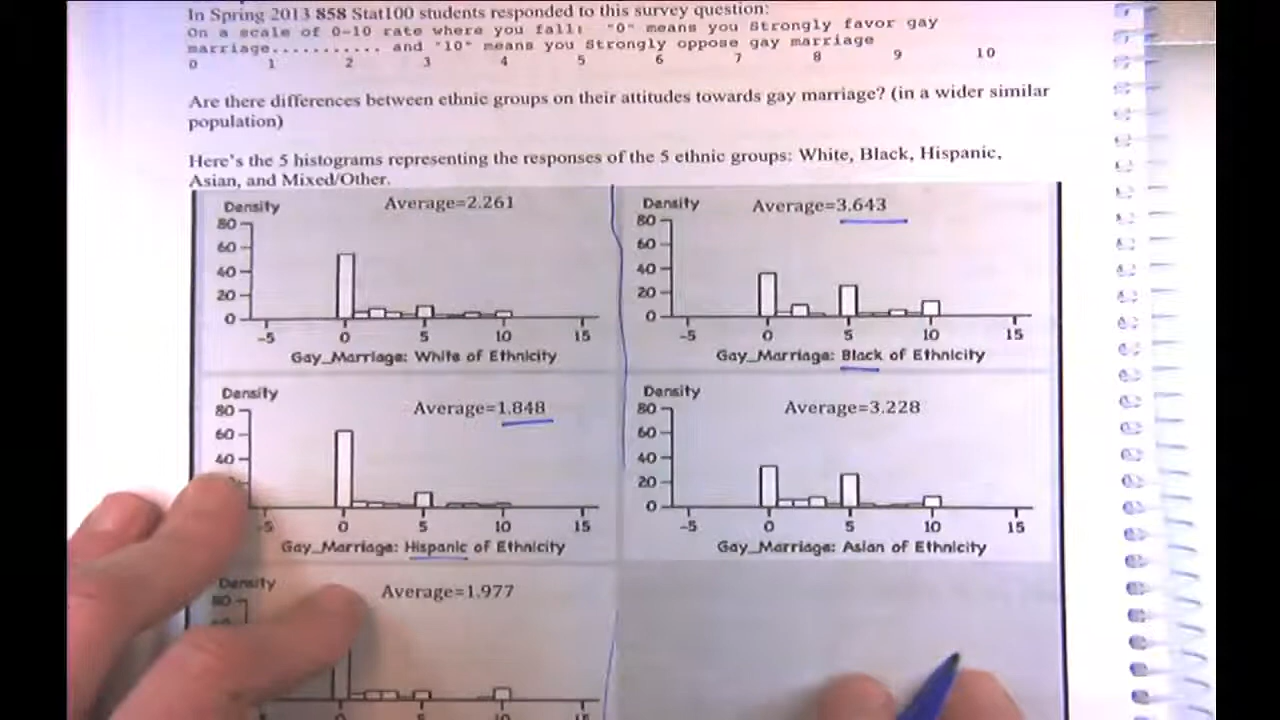 In Spring 2013 858 Stat100 students responded to this survey question:
On a scale of 0-10 rate where you fall: "0" means you Strongly favor gay
marriage........... and "10" means you Strongly oppose gay marriage
0 1 2 3 4 5 6 7 8 9 10
Are there differences between ethnic groups on their attitudes towards gay marriage? (in a wider similar
population)
Here's the 5 histograms representing the responses of the 5 ethnic groups: White, Black, Hispanic,
Asian, and Mixed/Other.
Density Average=2.261
80
60
40
20
0
-5 0 5 10 15
Gay_Marriage: White of Ethnicity
Density Average=3.643
80
60
40
20
0
-5 0 5 10 15
Gay_Marriage: Black of Ethnicity
Density Average=1.848
80
60
40
-5 0 5 10 15
Gay_Marriage: Hispanic of Ethnicity
Density Average=3.228
80
60
40
20
0
-5 0 5 10 15
Gay_Marriage: Asian of Ethnicity
Density Average=1.977
80
0 5 10 15